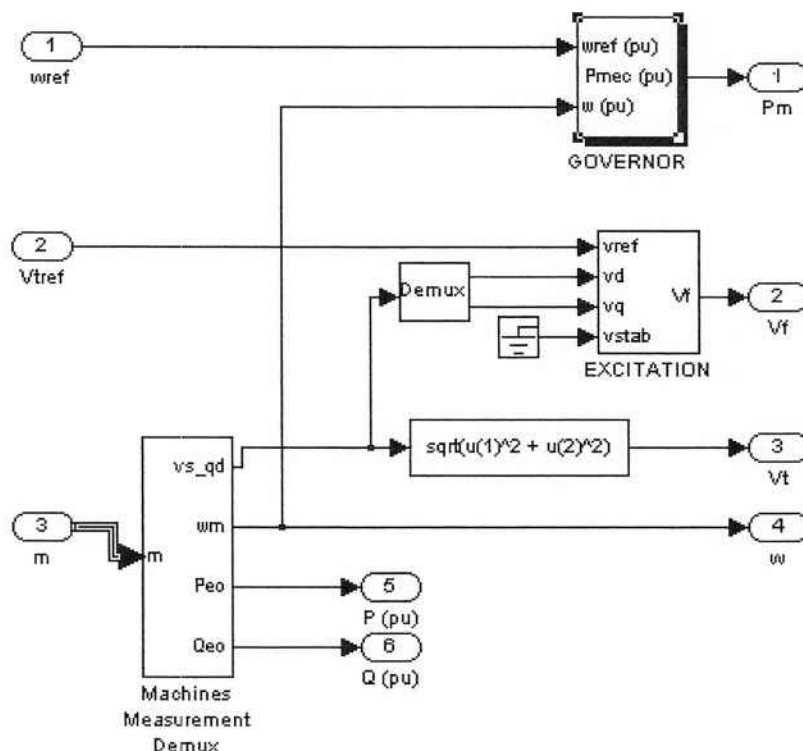 1
wref
wref (pu)
Pmec (pu)
w (pu)
GOVERNOR
1
Pm
2
Vtref
Demux
vref
vd
vq
vstab
Vf
EXCITATION
2
Vf
vs_qd
sqrt(u(1)^2 + u(2)^2)
3
Vt
3
m
m
wm
4
w
Peo
5
P (pu)
Qeo
6
Q (pu)
Machines
Measurement
Demux